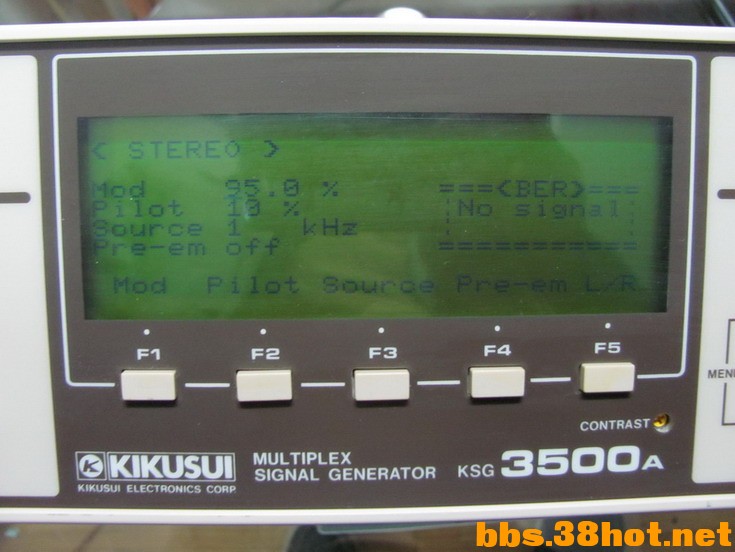 < STEREO >
Mod 95.0 % ===<BER>===
Pilot 10 % ¦No signal¦
Source 1 kHz ¦ ¦
Pre-em off ===========
Mod Pilot Source Pre-em L/R
F1 F2 F3 F4 F5
MENU
CONTRAST
KIKUSUI
KIKUSUI ELECTRONICS CORP.
MULTIPLEX
SIGNAL GENERATOR KSG 3500A
bbs.38hot.net